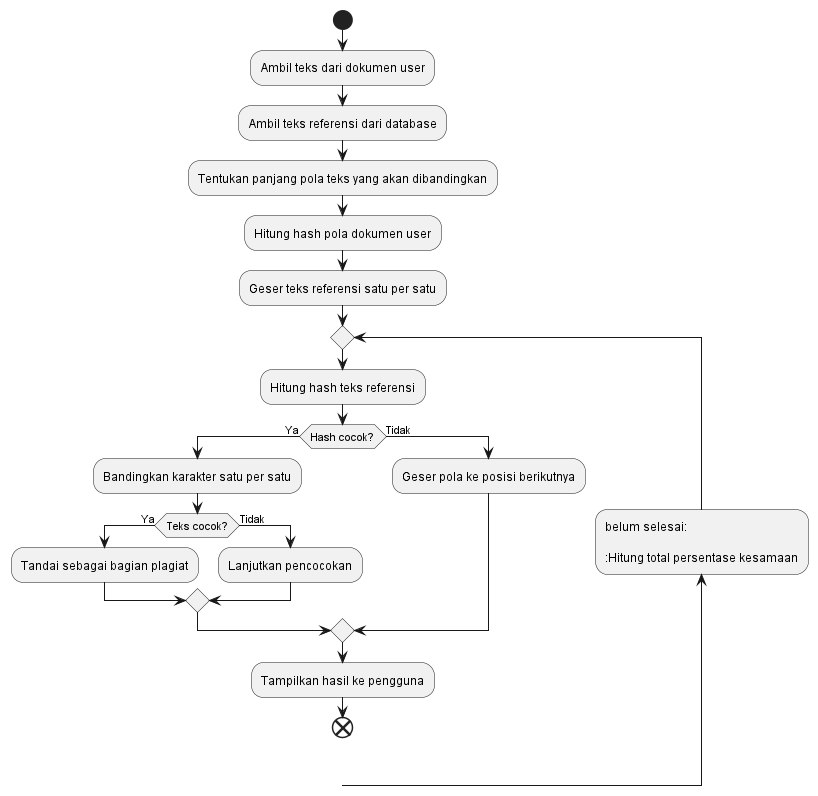 Ambil teks dari dokumen user
Ambil teks referensi dari database
Tentukan panjang pola teks yang akan dibandingkan
Hitung hash pola dokumen user
Geser teks referensi satu per satu
Hitung hash teks referensi
Ya
Hash cocok?
Tidak
Bandingkan karakter satu per satu
Ya
Teks cocok?
Tidak
Tandai sebagai bagian plagiat
Lanjutkan pencocokan
Geser pola ke posisi berikutnya
belum selesai:
:Hitung total persentase kesamaan
Tampilkan hasil ke pengguna